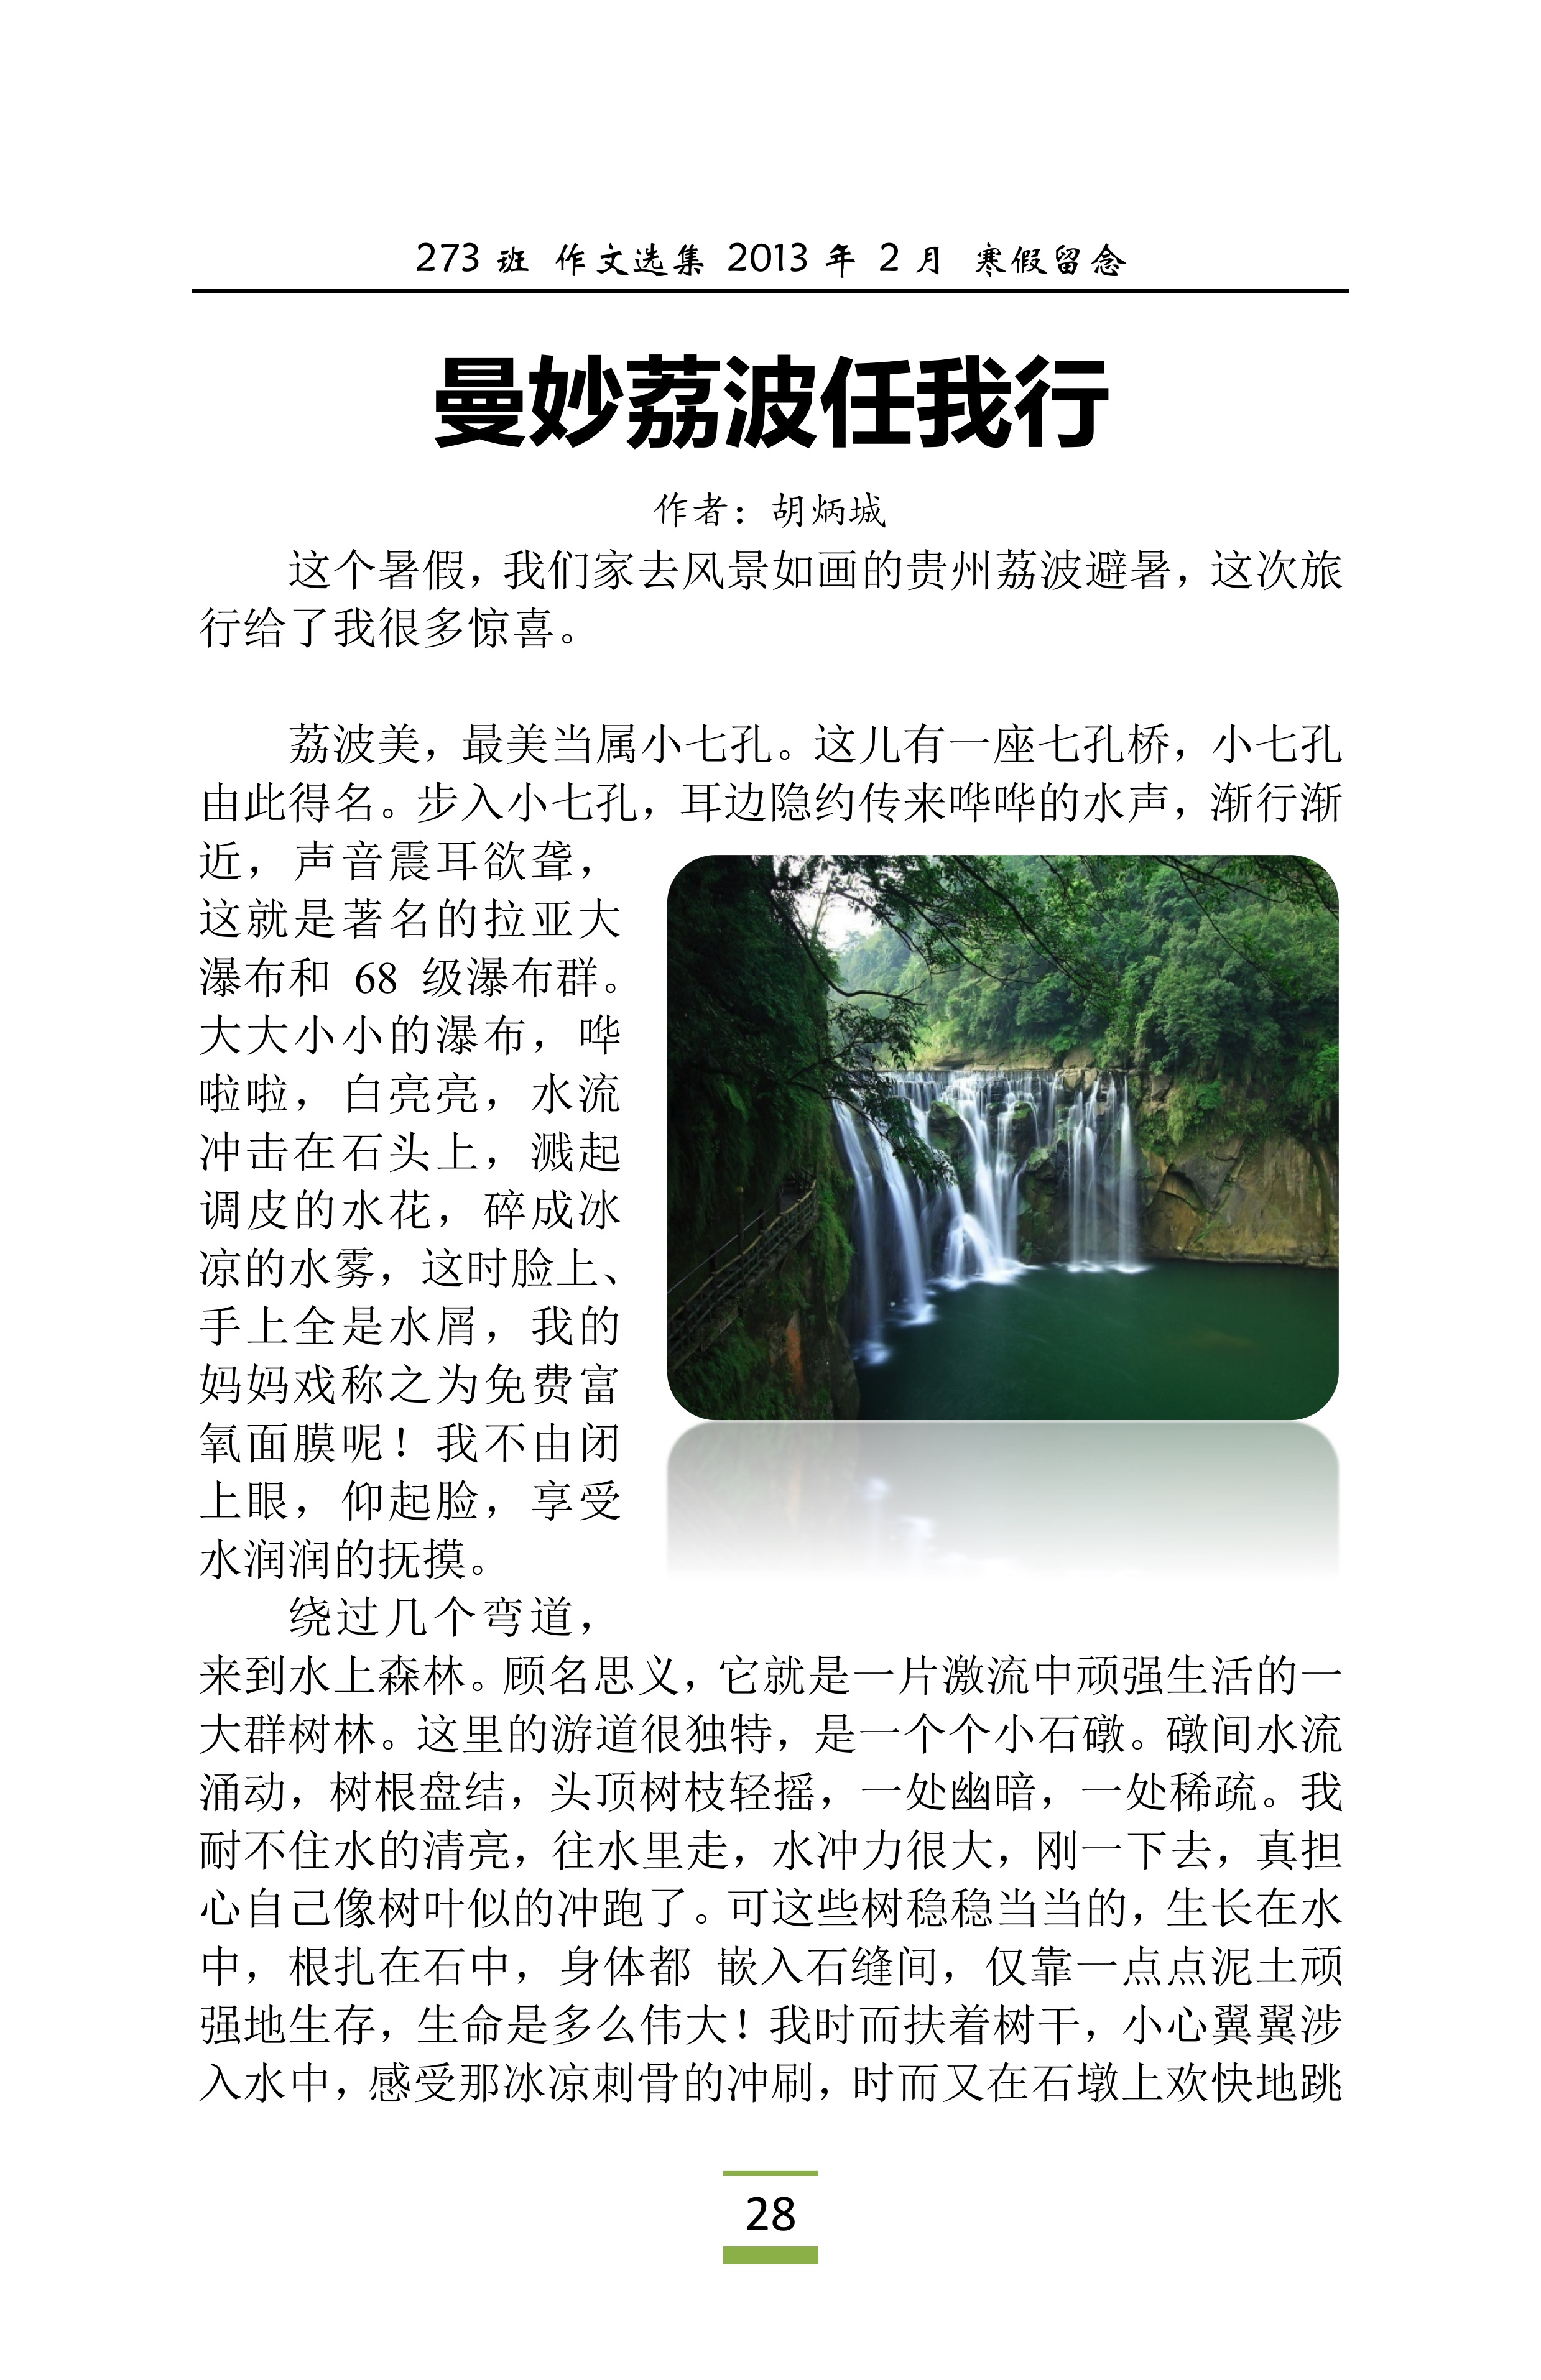 273 班 作文选集 2013 年 2 月 寒假留念
曼妙荔波任我行
作者：胡炳城
这个暑假，我们家去风景如画的贵州荔波避暑，这次旅
行给了我很多惊喜。
荔波美，最美当属小七孔。这儿有一座七孔桥，小七孔
由此得名。步入小七孔，耳边隐约传来哗哗的水声，渐行渐
近，声音震耳欲聋，
这就是著名的拉亚大
瀑布和 68 级瀑布群。
大大小小的瀑布，哗
啦啦，白亮亮，水流
冲击在石头上，溅起
调皮的水花，碎成冰
凉的水雾，这时脸上、
手上全是水屑，我的
妈妈戏称之为免费富
氧面膜呢！我不由闭
上眼，仰起脸，享受
水润润的抚摸。
绕过几个弯道，
来到水上森林。顾名思义，它就是一片激流中顽强生活的一
大群树林。这里的游道很独特，是一个个小石礅。礅间水流
涌动，树根盘结，头顶树枝轻摇，一处幽暗，一处稀疏。我
耐不住水的清亮，往水里走，水冲力很大，刚一下去，真担
心自己像树叶似的冲跑了。可这些树稳稳当当的，生长在水
中，根扎在石中，身体都 嵌入石缝间，仅靠一点点泥土顽
强地生存，生命是多么伟大！我时而扶着树干，小心翼翼涉
入水中，感受那冰凉刺骨的冲刷，时而又在石墩上欢快地跳
28